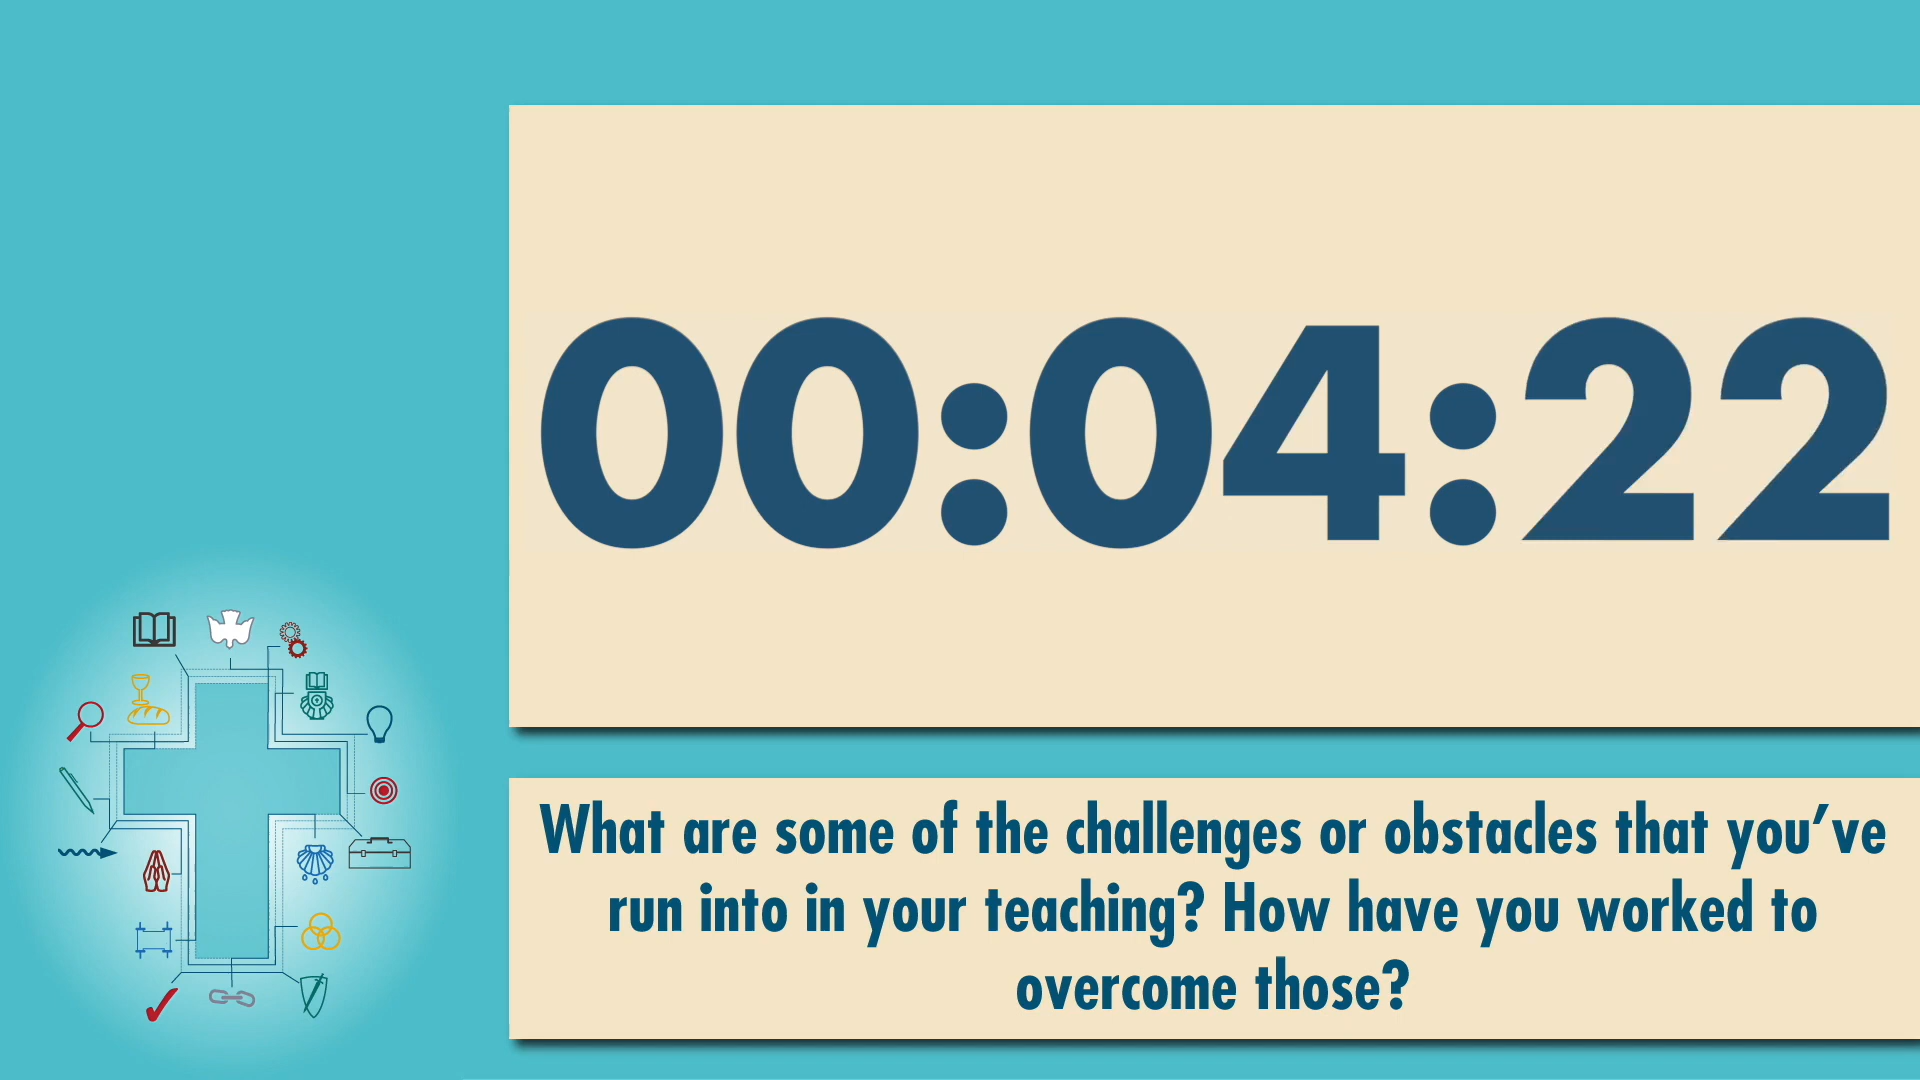 00:04:22
What are some of the challenges or obstacles that you’ve
run into in your teaching? How have you worked to
overcome those?